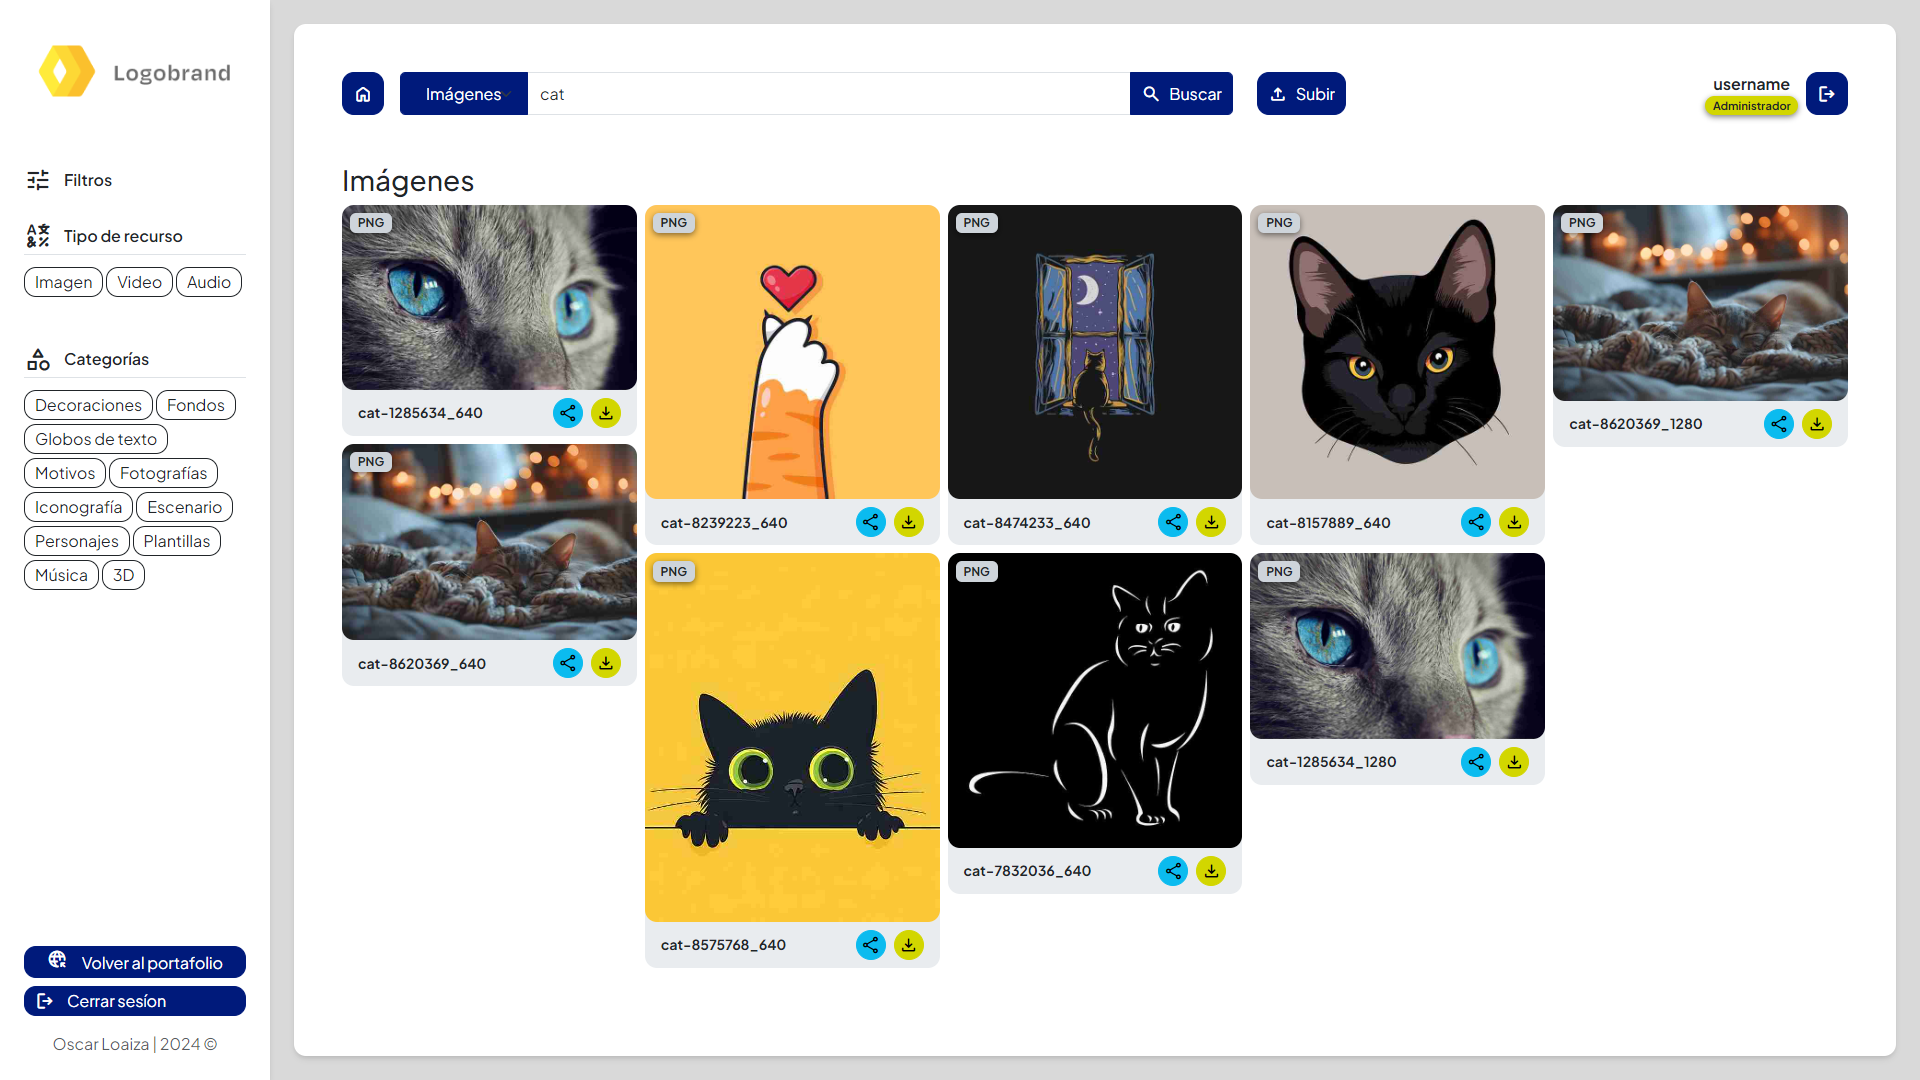 Logobrand
Filtros
Tipo de recurso
Imagen Video Audio
Categorías
Decoraciones Fondos
Globos de texto
Motivos Fotografías
Iconografía Escenario
Personajes Plantillas
Música 3D
Volver al portafolio
Cerrar sesíon
Oscar Loaiza | 2024 ©
Imágenes cat Buscar Subir
username
Administrador
Imágenes
PNG
cat-1285634_640
PNG
cat-8620369_640
PNG
cat-8239223_640
PNG
cat-8575768_640
PNG
cat-8474233_640
PNG
cat-7832036_640
PNG
cat-8157889_640
PNG
cat-1285634_1280
PNG
cat-8620369_1280